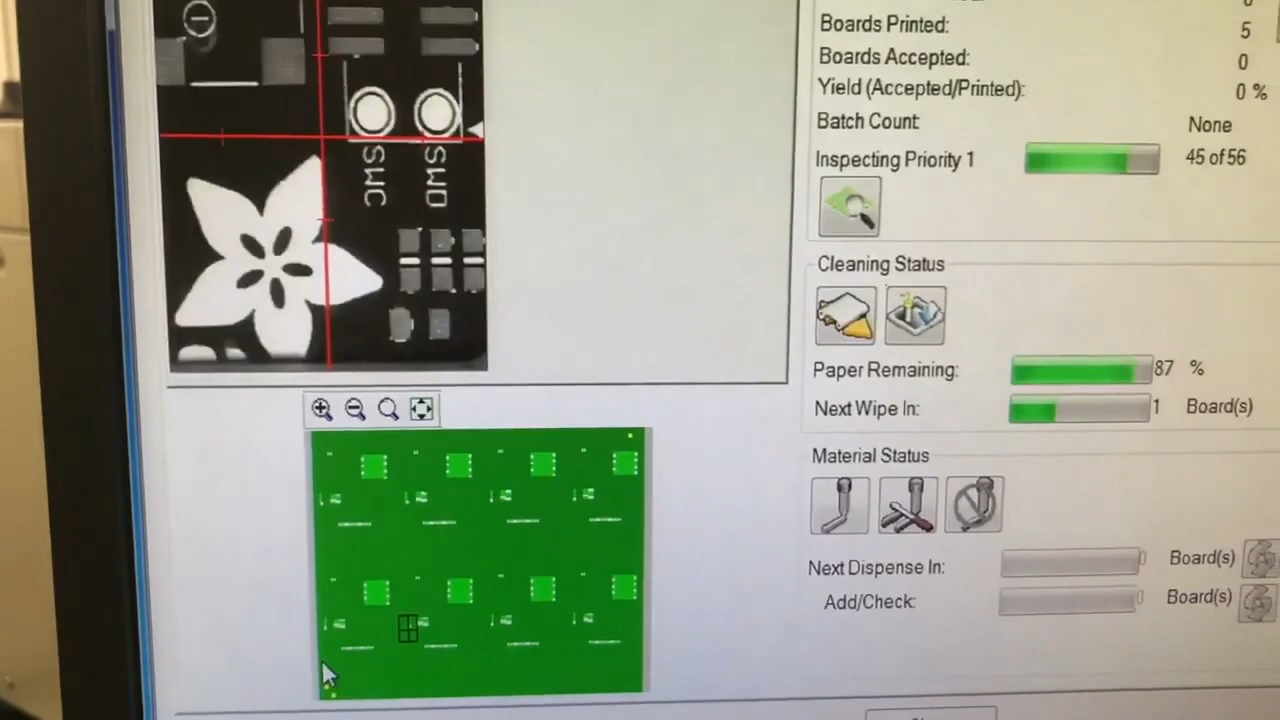 Boards Printed: 5
Boards Accepted: 0
Yield (Accepted/Printed): 0 %
Batch Count: None
Inspecting Priority 1 45 of 56
SWC
SWD
Cleaning Status
Paper Remaining: 87 %
Next Wipe In: 1 Board(s)
Material Status
Next Dispense In: 0 Board(s)
Add/Check: 0 Board(s)